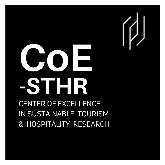 CoE
-STHR
CENTER OF EXCELLENCE
IN SUSTAINABLE TOURISM
& HOSPITALITY RESEARCH